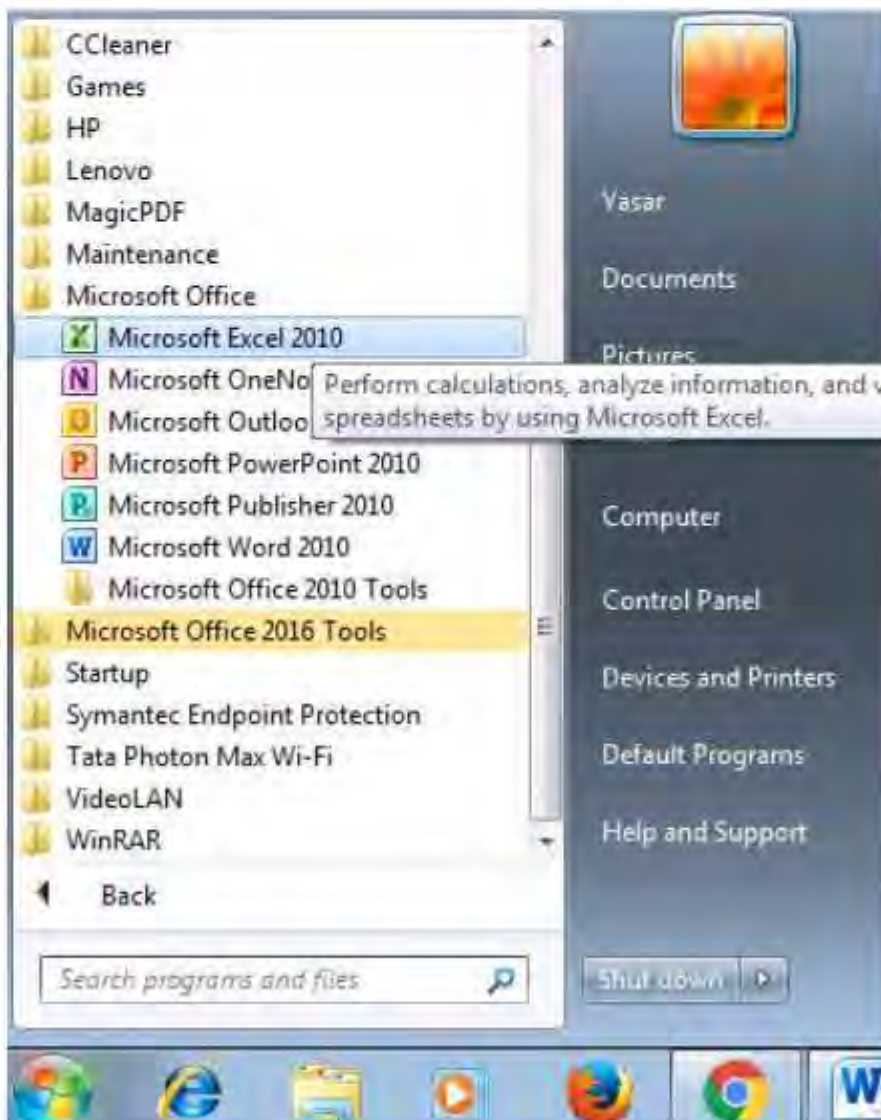 CCleaner
Games
HP
Lenovo
MagicPDF
Maintenance
Microsoft Office
Microsoft Excel 2010
Microsoft OneNo
Microsoft Outloo
Perform calculations, analyze information, and v
spreadsheets by using Microsoft Excel.
Microsoft PowerPoint 2010
Microsoft Publisher 2010
Microsoft Word 2010
Microsoft Office 2010 Tools
Microsoft Office 2016 Tools
Startup
Symantec Endpoint Protection
Tata Photon Max Wi-Fi
VideoLAN
WinRAR
Back
Search programs and files
Yasar
Documents
Pictures
Computer
Control Panel
Devices and Printers
Default Programs
Help and Support
Shut down